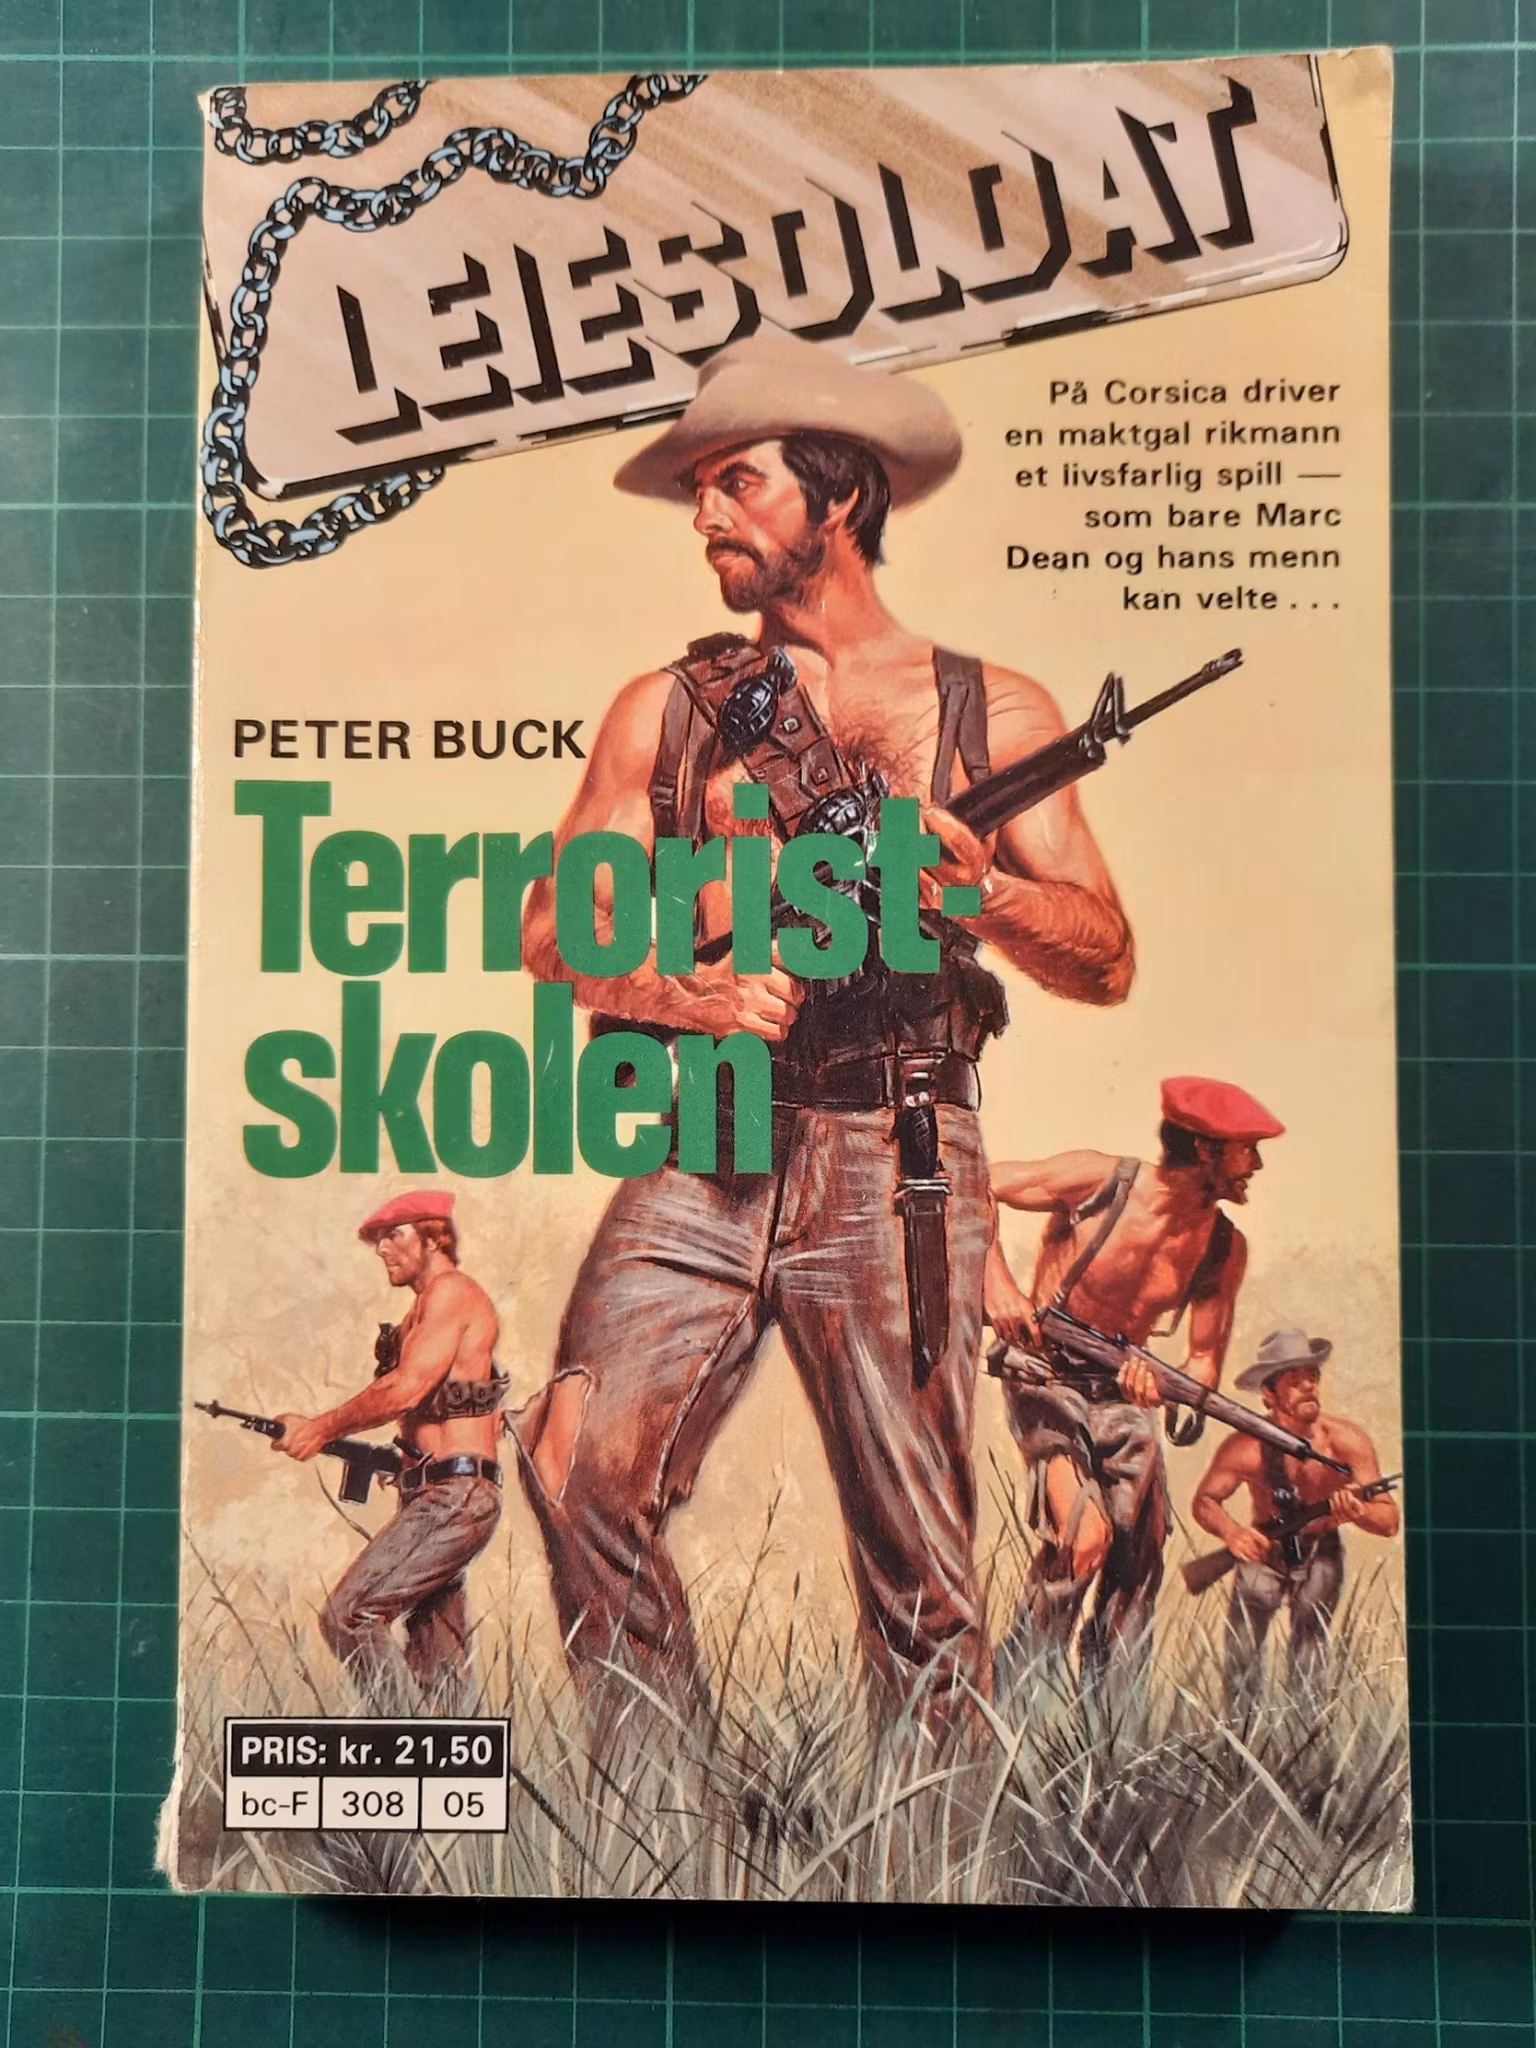 LEIESOLDAT
På Corsica driver
en maktgal rikmann
et livsfarlig spill —
som bare Marc
Dean og hans menn
kan velte . . .
PETER BUCK
Terrorist-
skolen
PRIS: kr. 21,50
bc-F 308 05